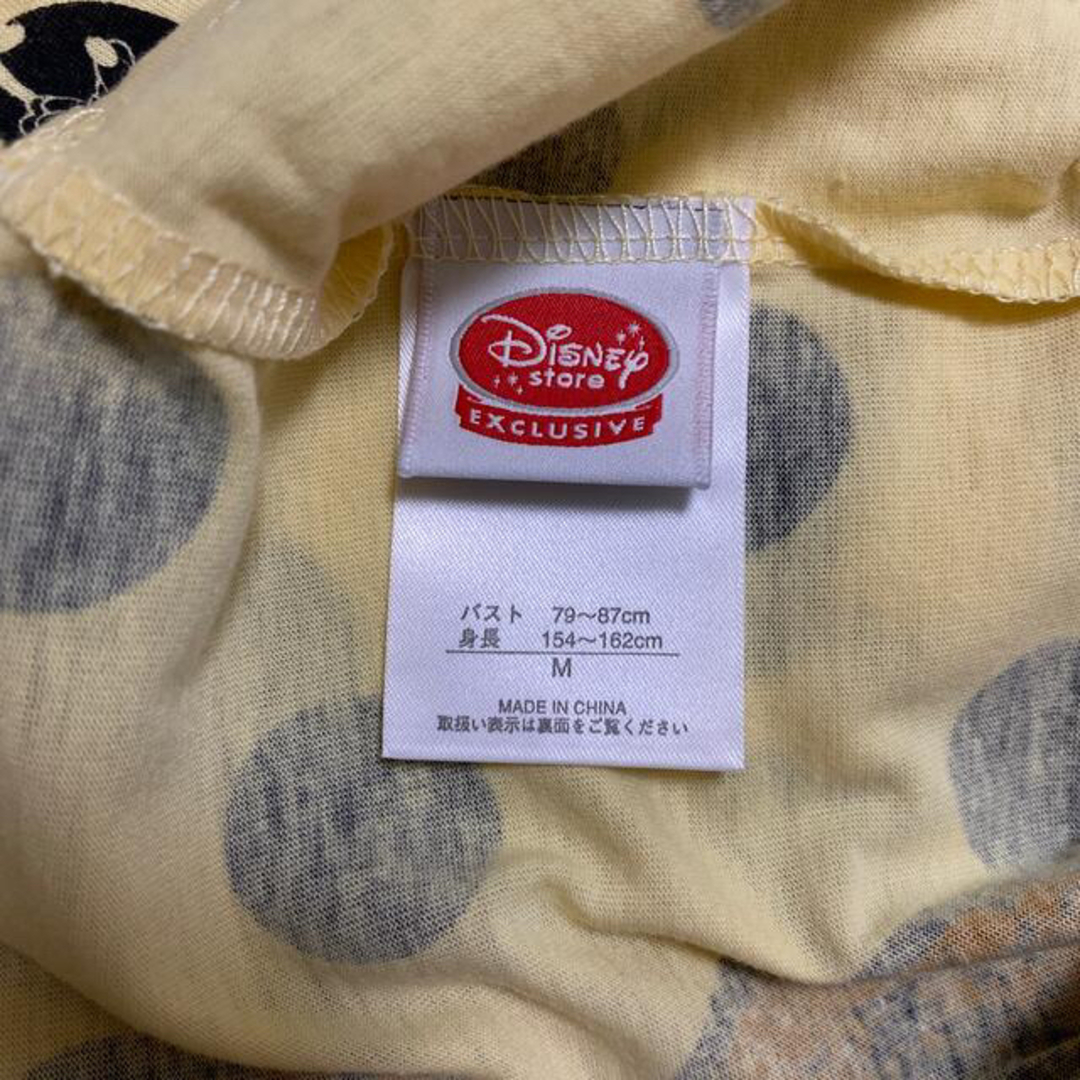 Disney
store
EXCLUSIVE
バスト 79〜87cm
身長 154〜162cm
M
MADE IN CHINA
取扱い表示は裏面をご覧ください